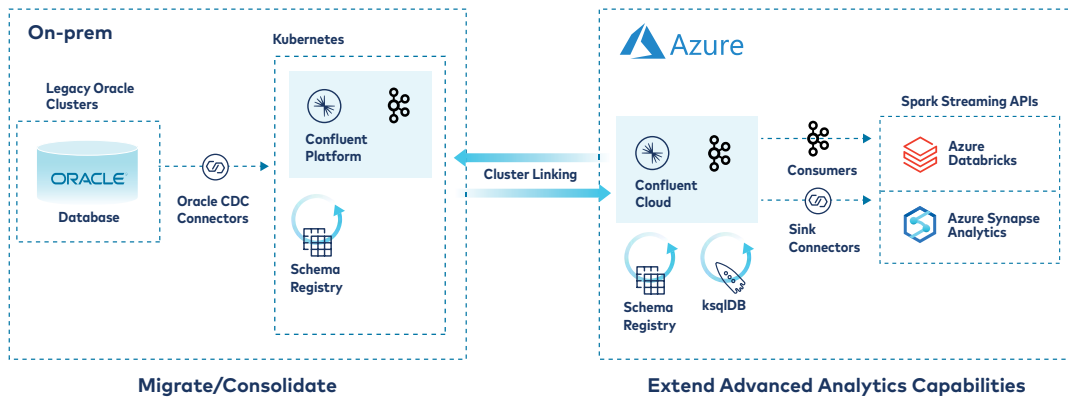 On-prem
Kubernetes
Legacy Oracle
Clusters
ORACLE®
Database
Oracle CDC
Connectors
Confluent
Platform
Schema
Registry
Cluster Linking
Azure
Confluent
Cloud
Schema
Registry
ksqlDB
Consumers
Sink
Connectors
Spark Streaming APIs
Azure
Databricks
Azure Synapse
Analytics
Migrate/Consolidate
Extend Advanced Analytics Capabilities